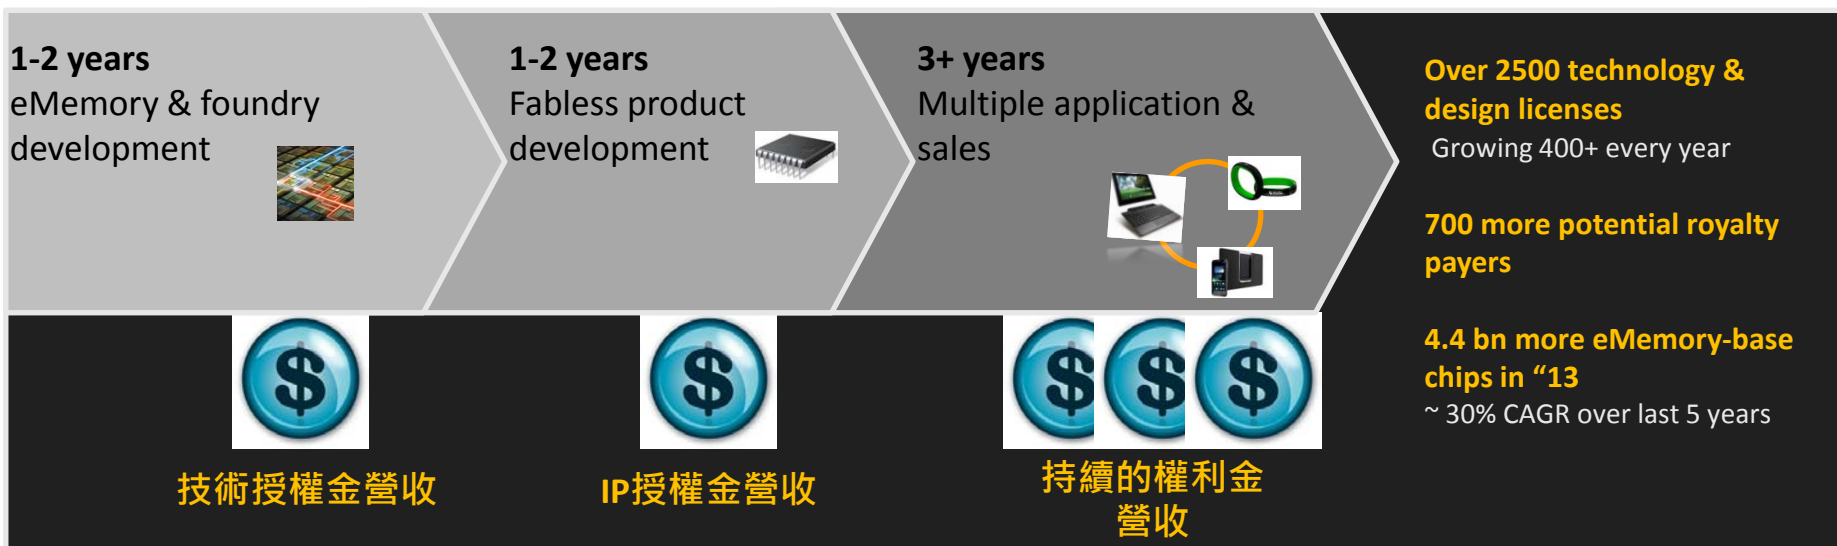 1-2 years
eMemory & foundry
development
1-2 years
Fabless product
development
3+ years
Multiple application &
sales
Over 2500 technology &
design licenses
Growing 400+ every year
700 more potential royalty
payers
4.4 bn more eMemory-base
chips in “13
~ 30% CAGR over last 5 years
$
$
$
$
$
技術授權金營收
IP授權金營收
持續的權利金
營收